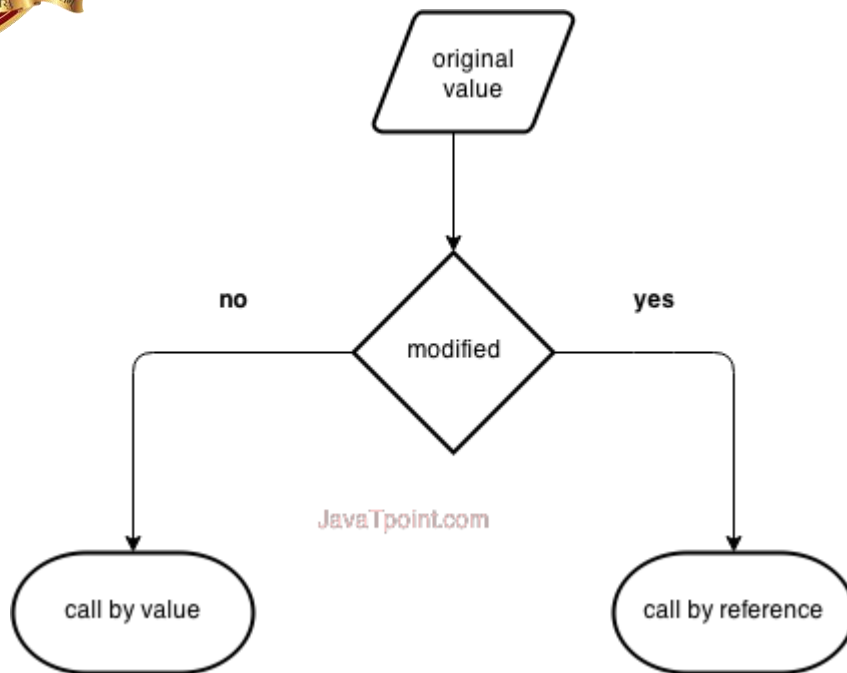 original
value
no
yes
modified
JavaTpoint.com
call by value
call by reference